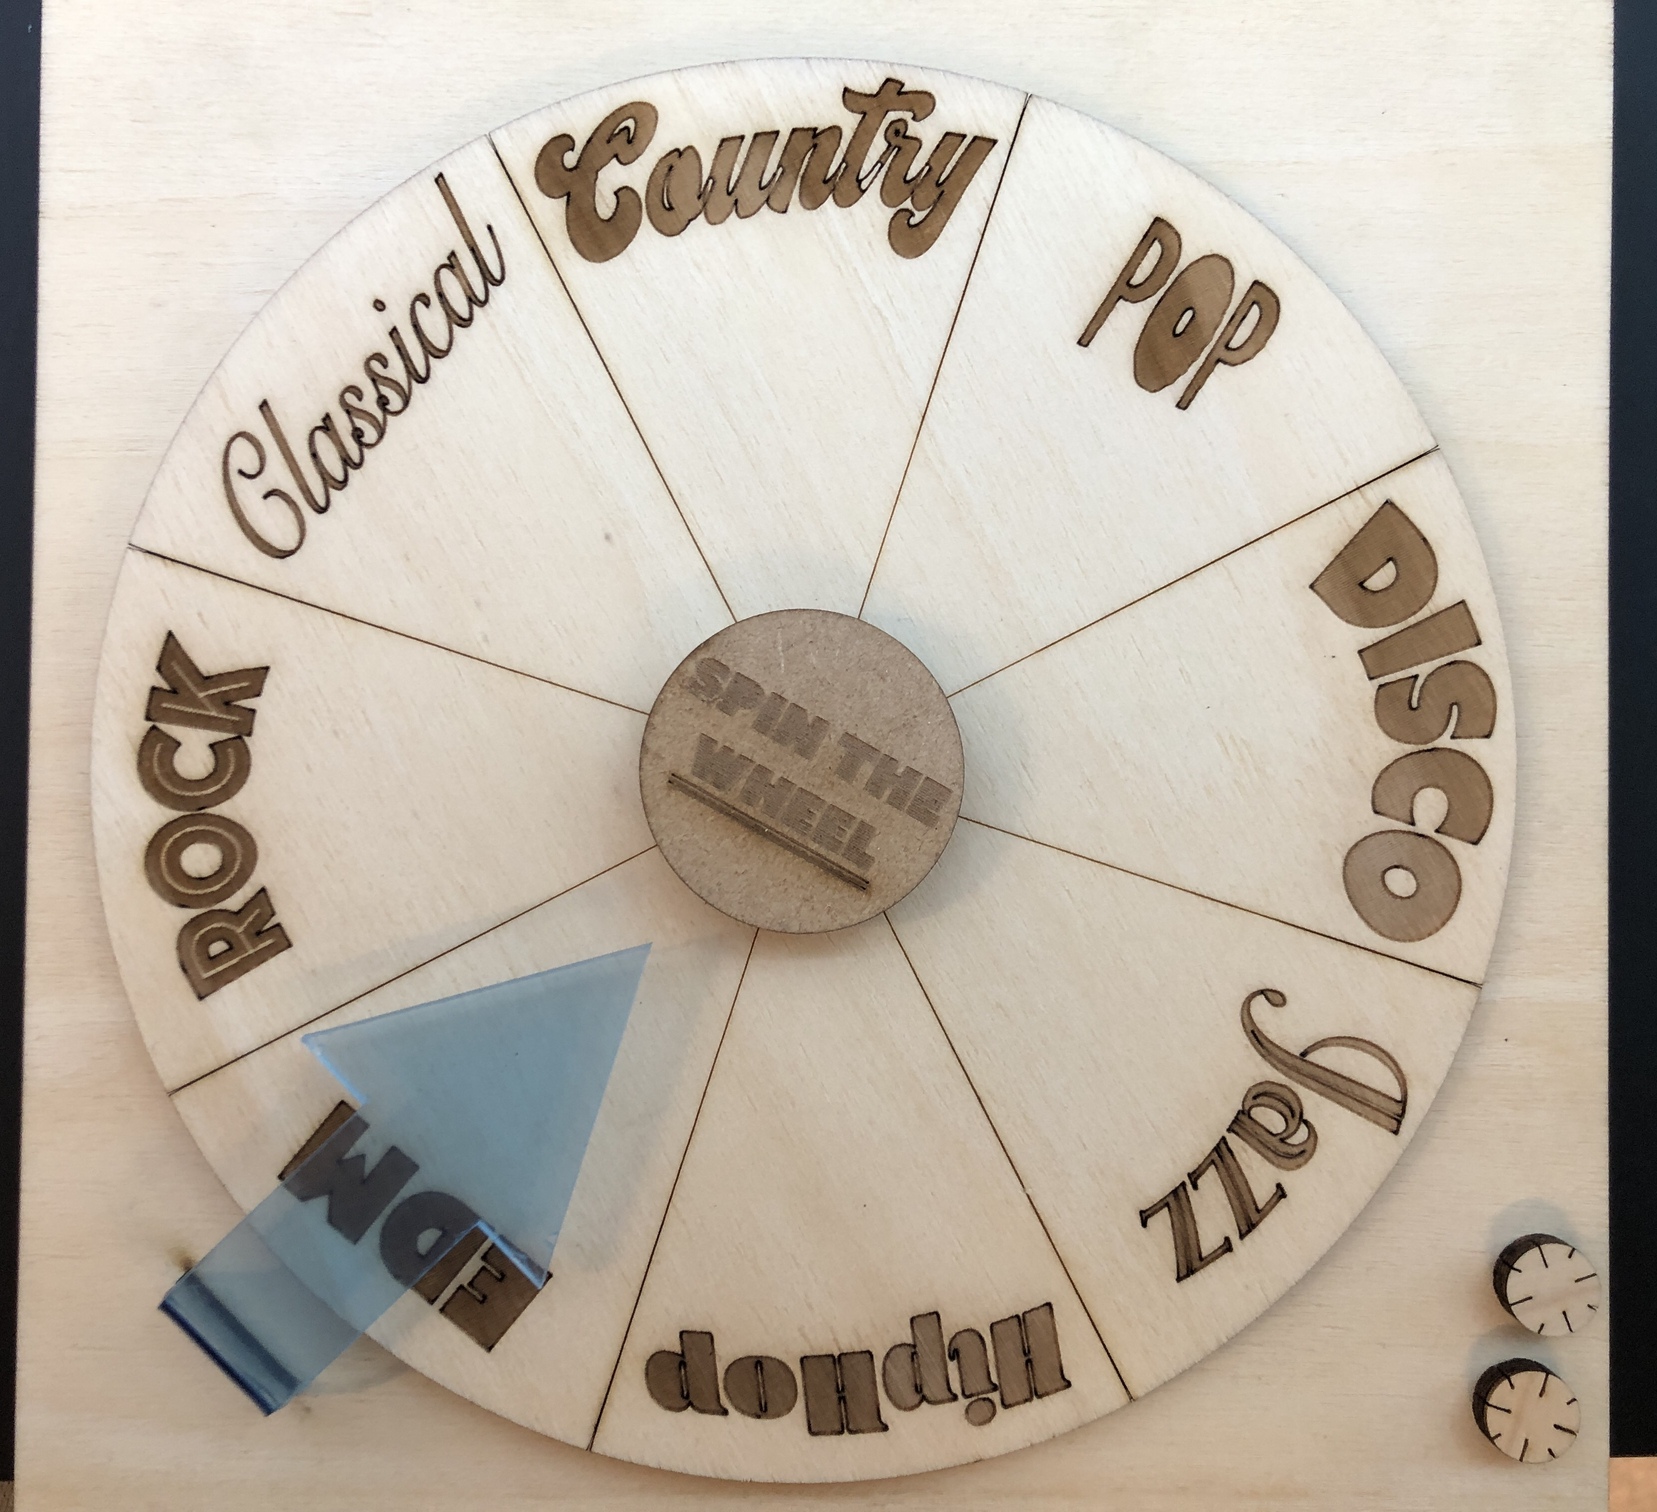 Country
POP
DISCO
Jazz
HipHop
EDM
ROCK
Classical
SPIN THE
WHEEL